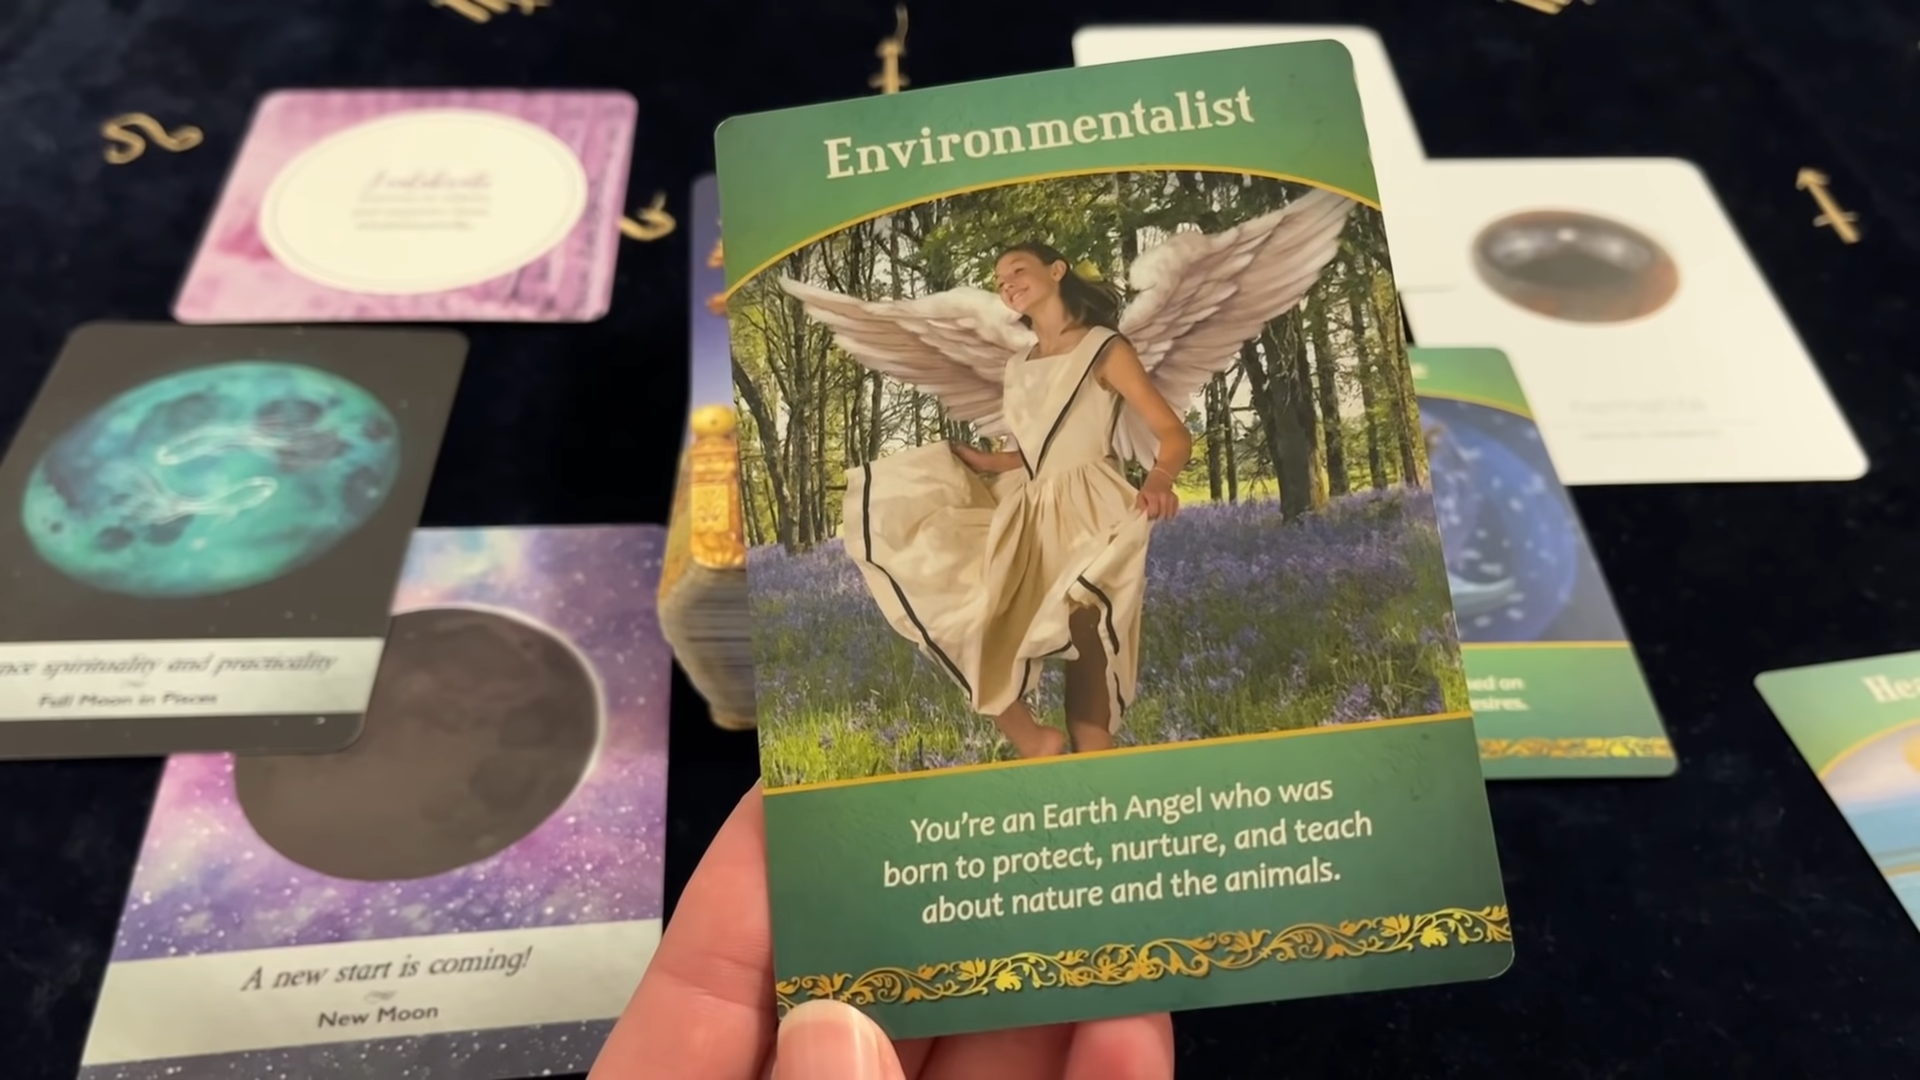 Environmentalist
You're an Earth Angel who was
born to protect, nurture, and teach
about nature and the animals.
spirituality and practicality
Full Moon in Pisces
A new start is coming!
New Moon